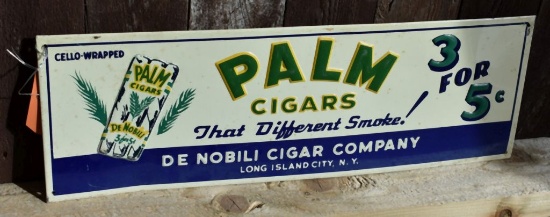 CELLO-WRAPPED
PALM
CIGARS
DE NOBILI
PALM
CIGARS
That Different Smoke!
3
FOR
5¢
DE NOBILI CIGAR COMPANY
LONG ISLAND CITY, N.Y.